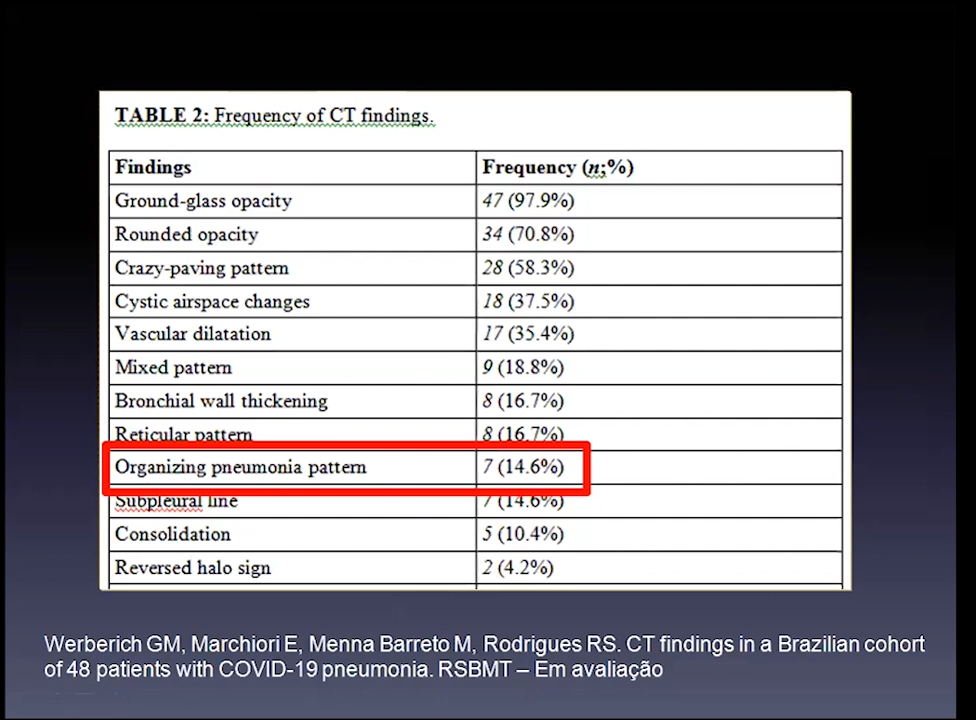 TABLE 2: Frequency of CT findings.
Findings Frequency (n;%)
Ground-glass opacity 47 (97.9%)
Rounded opacity 34 (70.8%)
Crazy-paving pattern 28 (58.3%)
Cystic airspace changes 18 (37.5%)
Vascular dilatation 17 (35.4%)
Mixed pattern 9 (18.8%)
Bronchial wall thickening 8 (16.7%)
Reticular pattern 8 (16.7%)
Organizing pneumonia pattern 7 (14.6%)
Subpleural line 7 (14.6%)
Consolidation 5 (10.4%)
Reversed halo sign 2 (4.2%)
Werberich GM, Marchiori E, Menna Barreto M, Rodrigues RS. CT findings in a Brazilian cohort
of 48 patients with COVID-19 pneumonia. RSBMT – Em avaliação